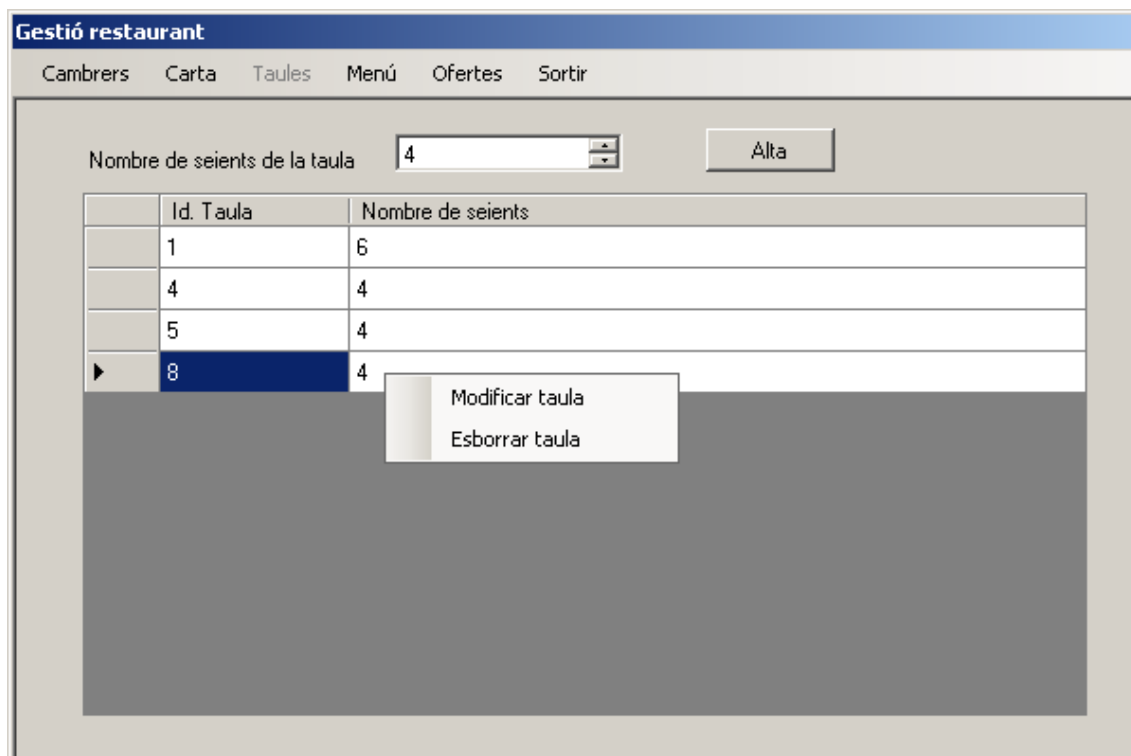 Gestió restaurant
Cambrers Carta Taules Menú Ofertes Sortir
Nombre de seients de la taula 4 Alta
Id. Taula Nombre de seients
1 6
4 4
5 4
8 4
Modificar taula
Esborrar taula